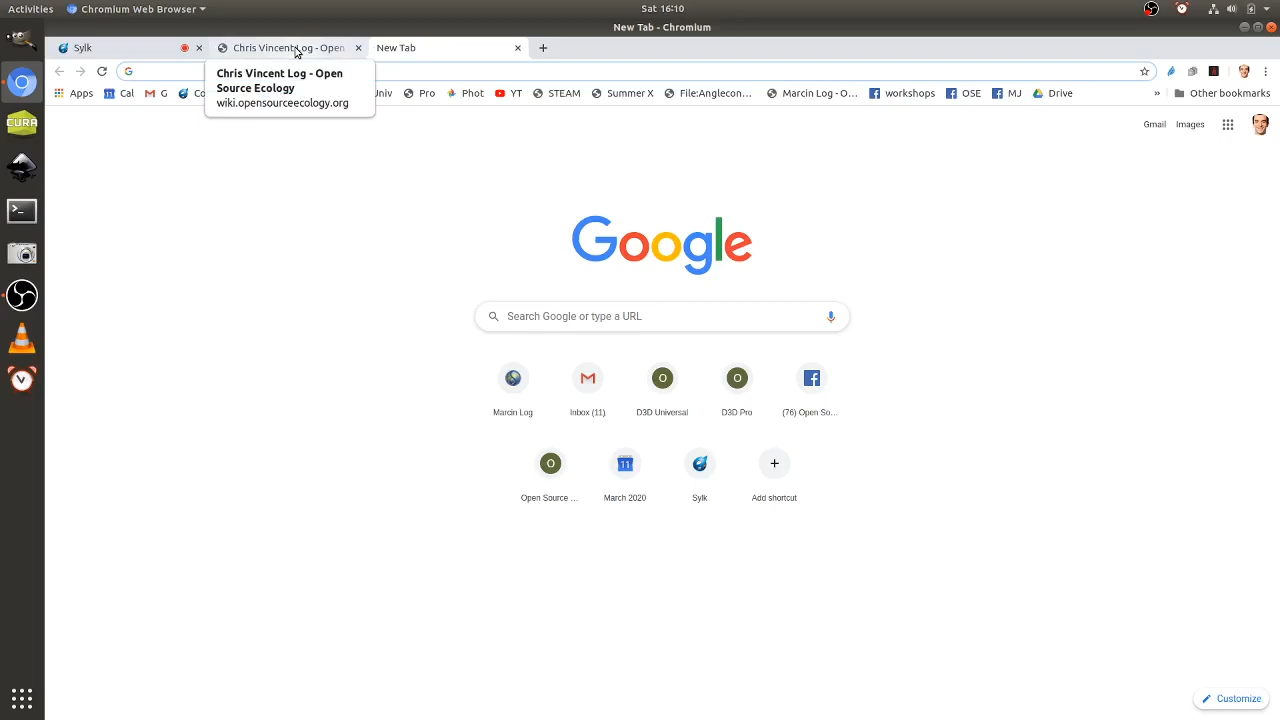 Activities Chromium Web Browser Sat 16:10
New Tab - Chromium
Sylk Chris Vincent Log - Open New Tab
Chris Vincent Log - Open
Source Ecology
wiki.opensourceecology.org
Apps Cal G Co Univ Pro Phot YT STEAM Summer X File:Anglecon... Marcin Log - O... workshops OSE MJ Drive » Other bookmarks
Gmail Images
CURA
Google
Search Google or type a URL
O O
Marcin Log Inbox (11) D3D Universal D3D Pro (76) Open So...
O 11
Open Source ... March 2020 Sylk Add shortcut
Customize